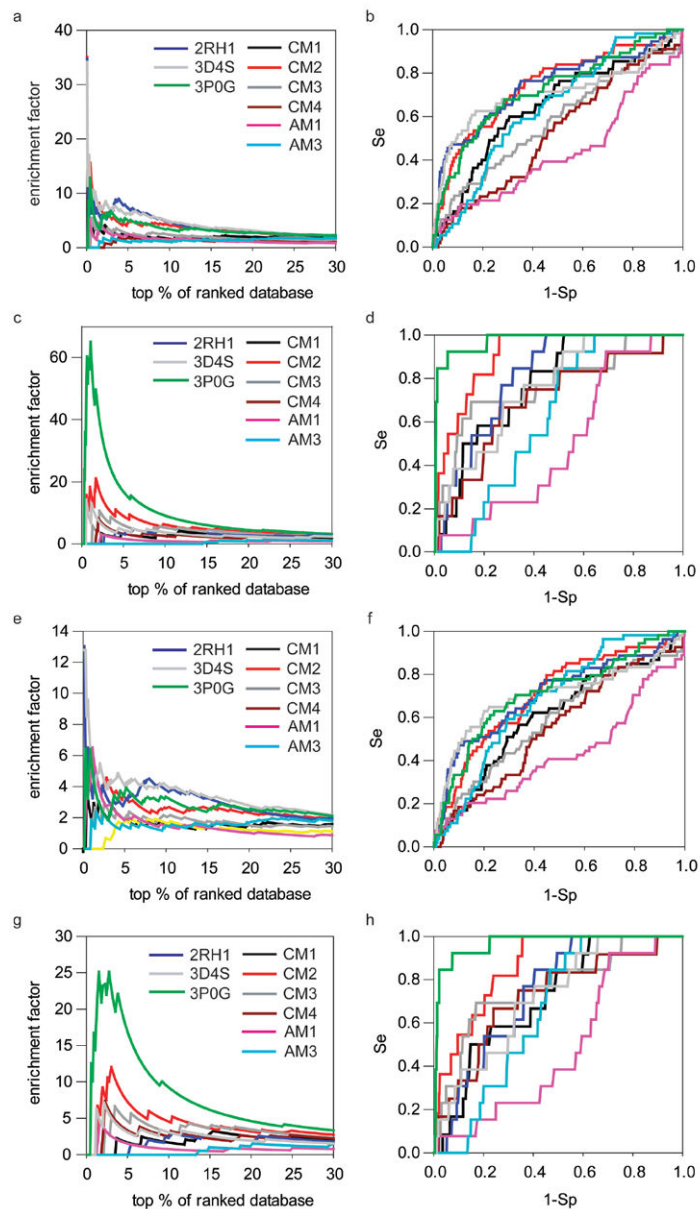 a
enrichment factor
40
30
20
10
0
2RH1 CM1
3D4S CM2
3P0G CM3
CM4
AM1
AM3
0 5 10 15 20 25 30
top % of ranked database
b
Se
1.0
0.8
0.6
0.4
0.2
0.0
0.0 0.2 0.4 0.6 0.8 1.0
1-Sp
c
enrichment factor
60
40
20
0
2RH1 CM1
3D4S CM2
3P0G CM3
CM4
AM1
AM3
0 5 10 15 20 25 30
top % of ranked database
d
Se
1.0
0.8
0.6
0.4
0.2
0.0
0.0 0.2 0.4 0.6 0.8 1.0
1-Sp
e
enrichment factor
14
12
10
8
6
4
2
0
2RH1 CM1
3D4S CM2
3P0G CM3
CM4
AM1
AM3
0 5 10 15 20 25 30
top % of ranked database
f
Se
1.0
0.8
0.6
0.4
0.2
0.0
0.0 0.2 0.4 0.6 0.8 1.0
1-Sp
g
enrichment factor
30
25
20
15
10
5
0
2RH1 CM1
3D4S CM2
3P0G CM3
CM4
AM1
AM3
0 5 10 15 20 25 30
top % of ranked database
h
Se
1.0
0.8
0.6
0.4
0.2
0.0
0.0 0.2 0.4 0.6 0.8 1.0
1-Sp